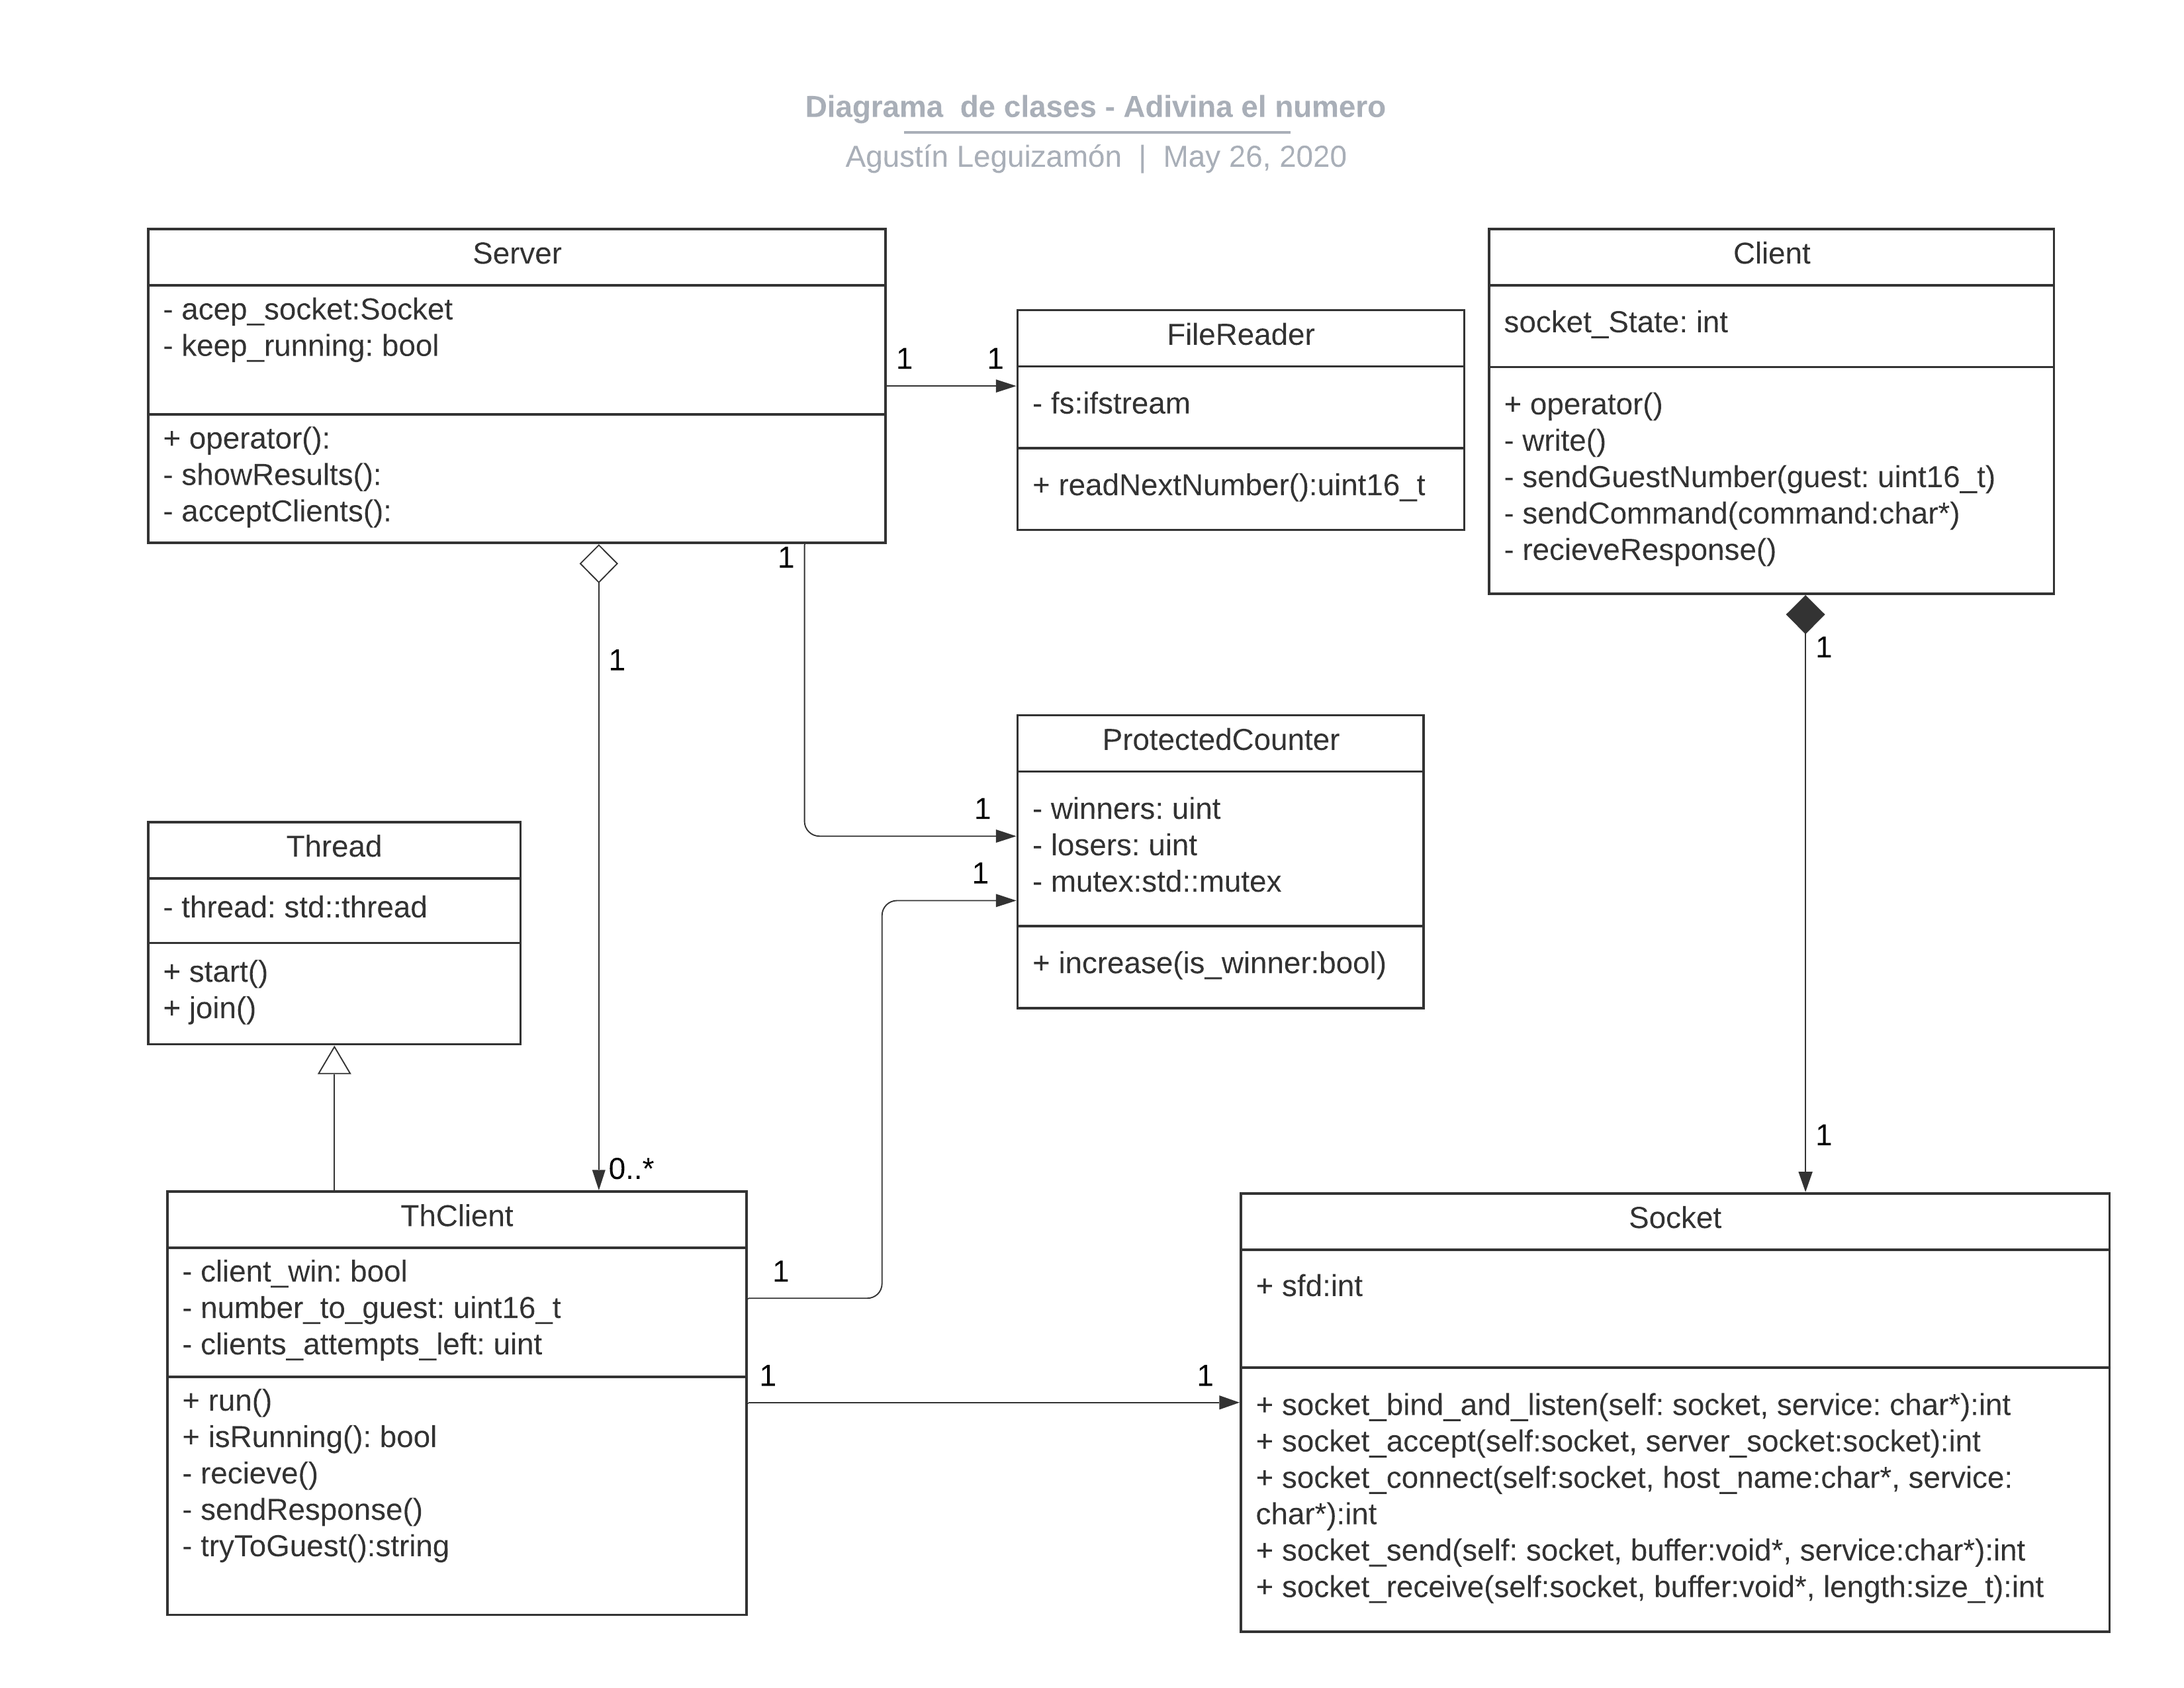 Diagrama  de clases - Adivina el numero
Agustín Leguizamón  |  May 26, 2020
Server
- acep_socket:Socket
- keep_running: bool
+ operator():
- showResults():
- acceptClients():
1
1
FileReader
- fs:ifstream
+ readNextNumber():uint16_t
Client
socket_State: int
+ operator()
- write()
- sendGuestNumber(guest: uint16_t)
- sendCommand(command:char*)
- recieveResponse()
1
1
1
ProtectedCounter
- winners: uint
- losers: uint
- mutex:std::mutex
+ increase(is_winner:bool)
1
1
Thread
- thread: std::thread
+ start()
+ join()
1
0..*
ThClient
- client_win: bool
- number_to_guest: uint16_t
- clients_attempts_left: uint
+ run()
+ isRunning(): bool
- recieve()
- sendResponse()
- tryToGuest():string
1
1
1
Socket
+ sfd:int
+ socket_bind_and_listen(self: socket, service: char*):int
+ socket_accept(self:socket, server_socket:socket):int
+ socket_connect(self:socket, host_name:char*, service:
char*):int
+ socket_send(self: socket, buffer:void*, service:char*):int
+ socket_receive(self:socket, buffer:void*, length:size_t):int